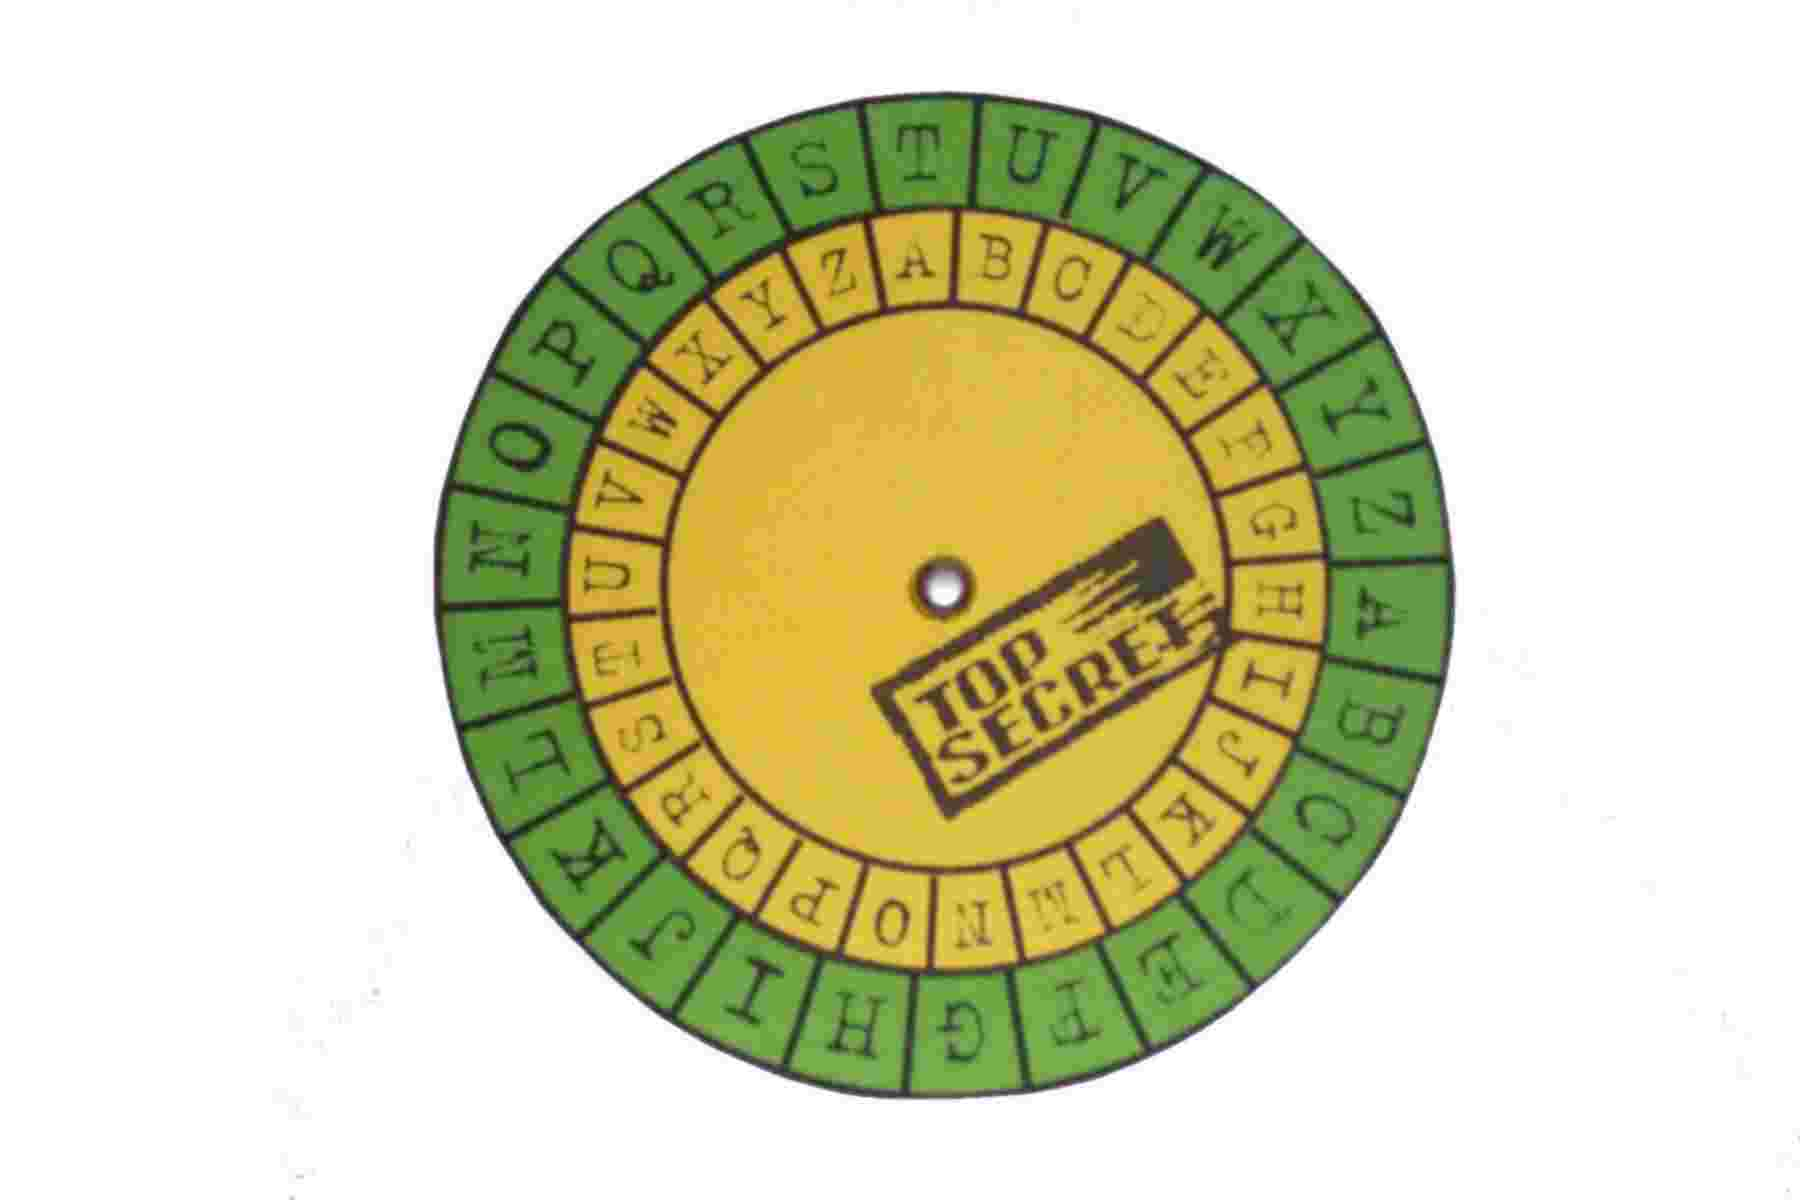 T U V W X Y Z A B C D E F G H I J K L M N O P Q R S
A B C D E F G H I J K L M N O P Q R S T U V W X Y Z
TOP
SECRET